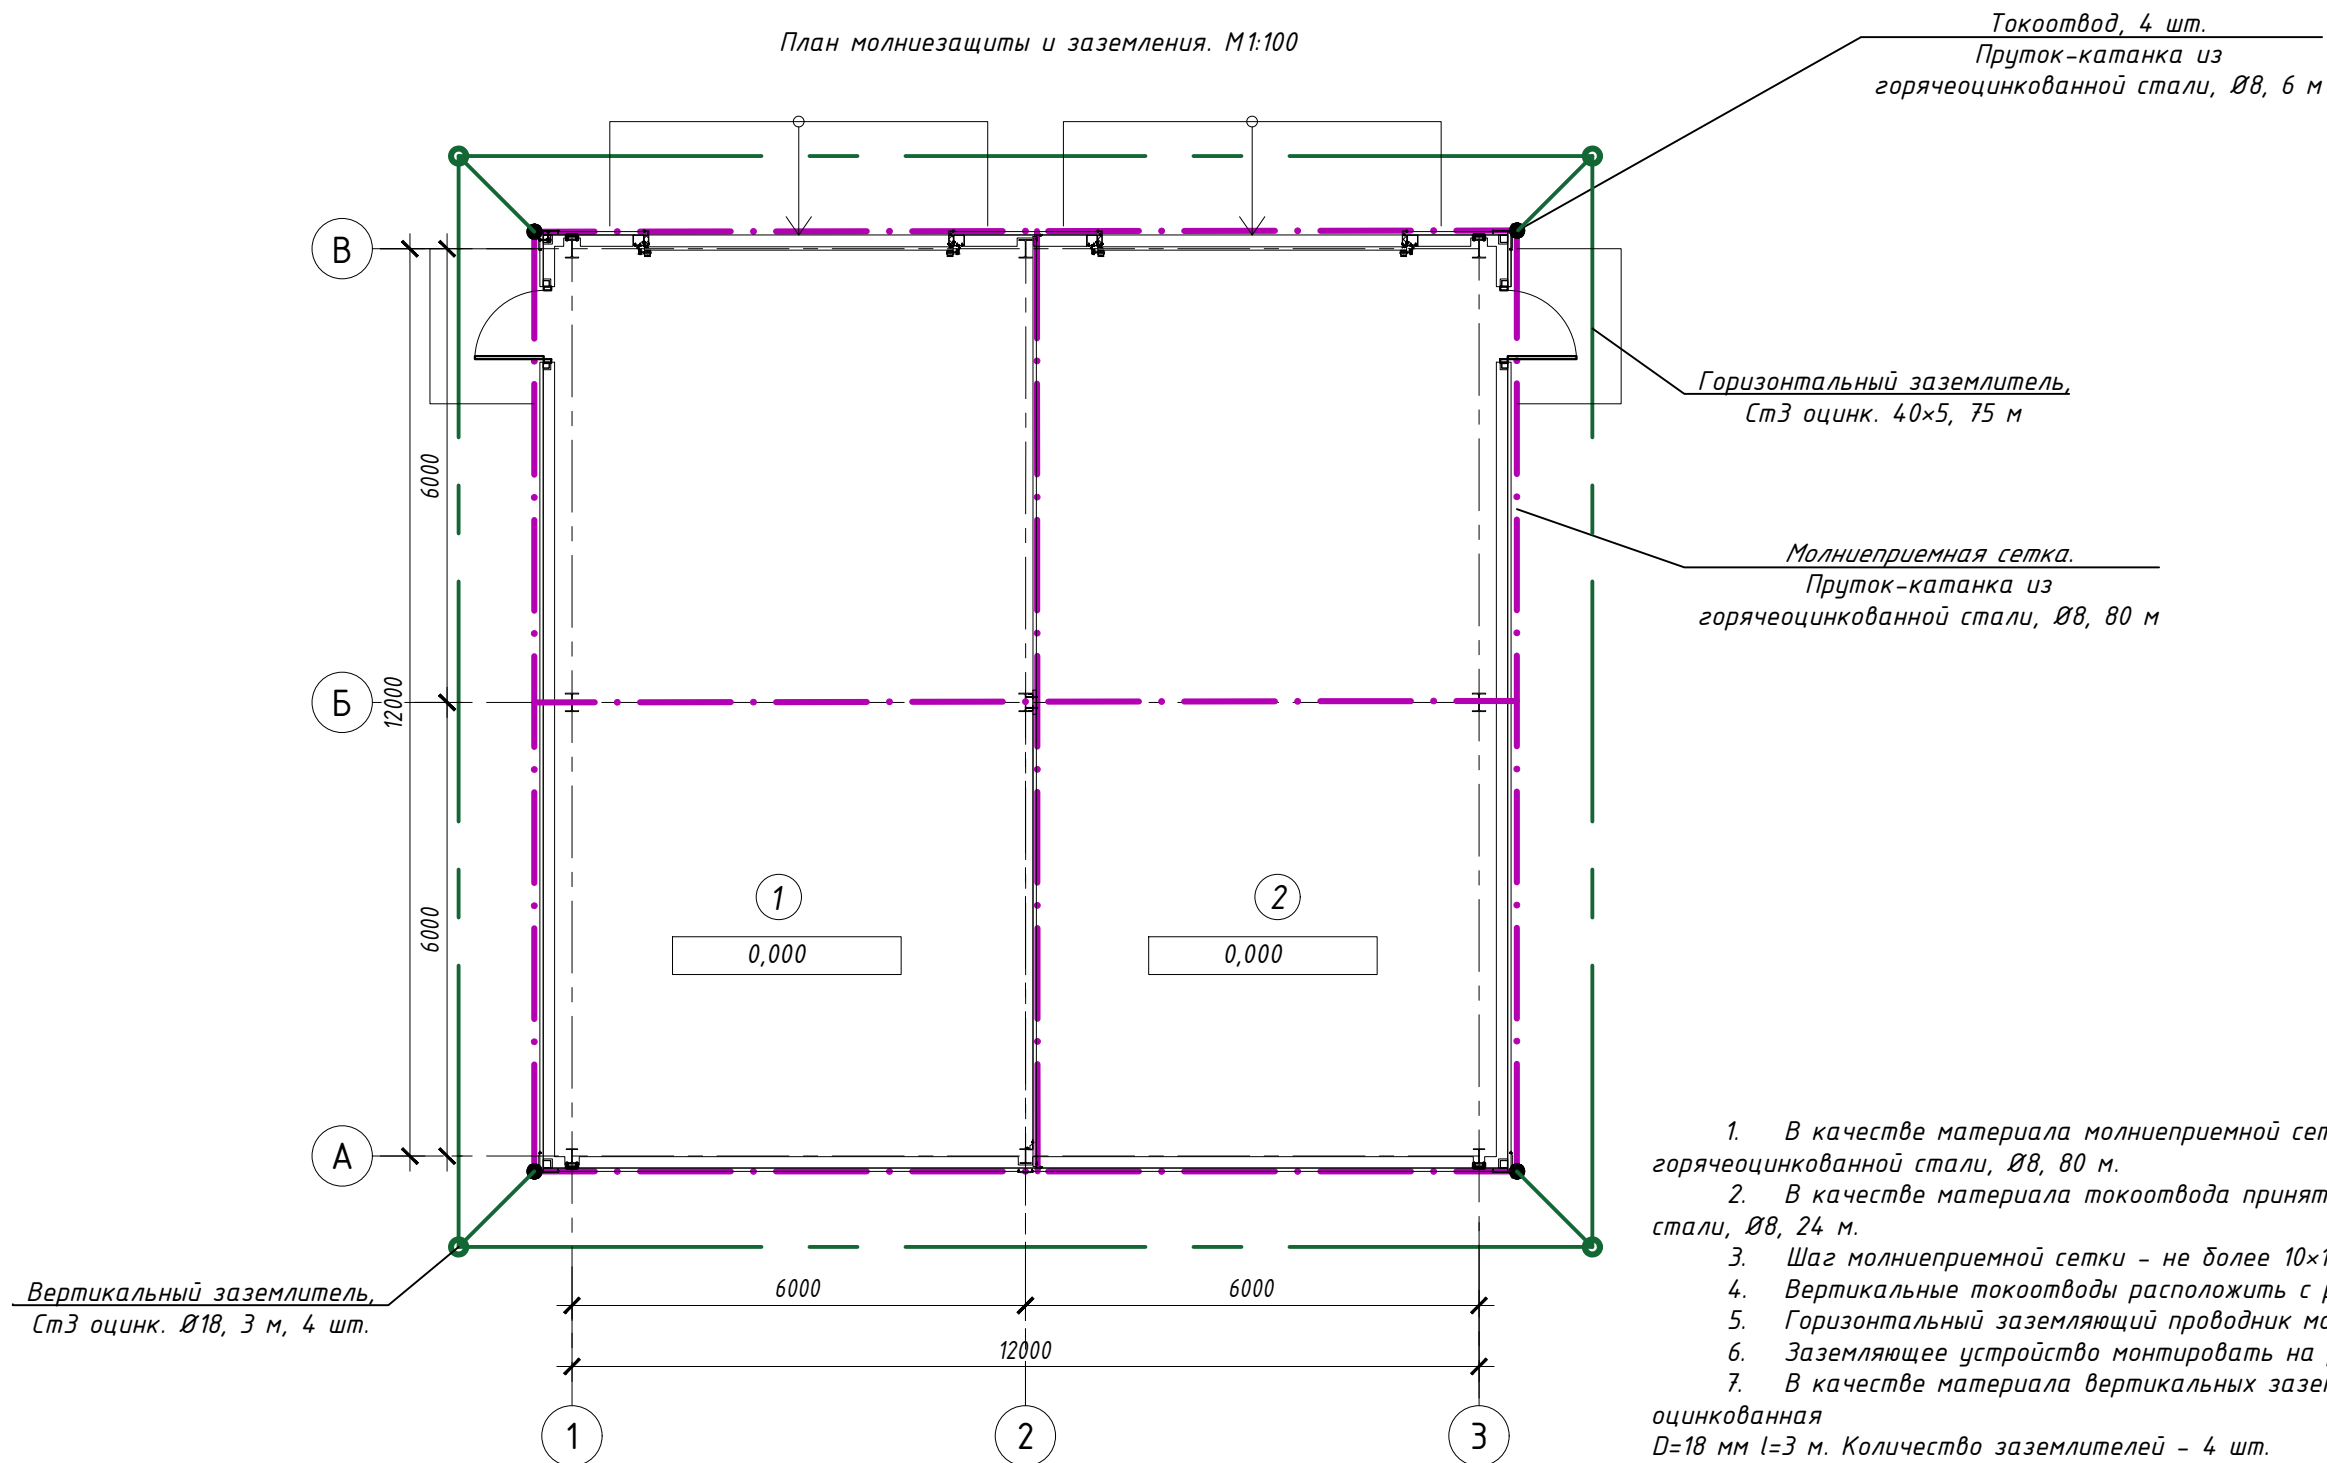 План молниезащиты и заземления. М1:100
Токоотвод, 4 шт.
Пруток-катанка из
горячеоцинкованной стали, Ø8, 6 м
В
Горизонтальный заземлитель,
Ст3 оцинк. 40×5, 75 м
6000
Молниеприемная сетка.
Пруток-катанка из
горячеоцинкованной стали, Ø8, 80 м
Б
12000
1
2
0,000
0,000
6000
А
Вертикальный заземлитель,
Ст3 оцинк. Ø18, 3 м, 4 шт.
6000
6000
12000
1
2
3
1. В качестве материала молниеприемной
горячеоцинкованной стали, Ø8, 80 м.
2. В качестве материала токоотвода
стали, Ø8, 24 м.
3. Шаг молниеприемной сетки - не более
4. Вертикальные токоотводы расположить с
5. Горизонтальный заземляющий проводник
6. Заземляющее устройство монтировать на
7. В качестве материала вертикальных
оцинкованная
D=18 мм l=3 м. Количество заземлителей - 4 шт.